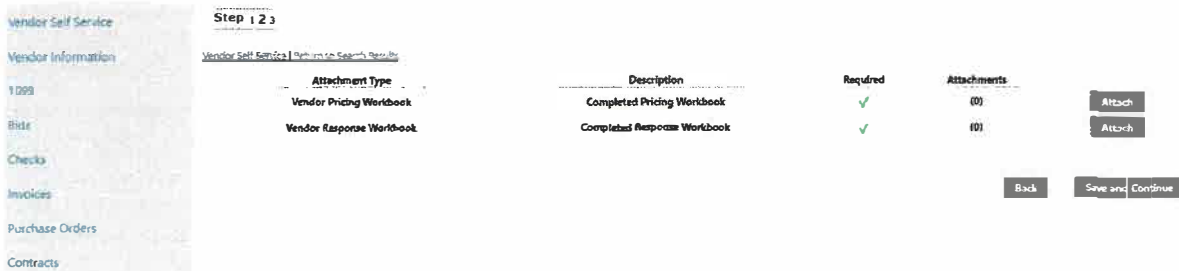 Vendor Self Service
Vendor Information
1099
Bids
Checks
Invoices
Purchase Orders
Contracts
Step 1 2 3
Vendor Self Service | Return to Search Results
Attachment Type Description Required Attachments
Vendor Pricing Workbook Completed Pricing Workbook ✓ (0) Attach
Vendor Response Workbook Completed Response Workbook ✓ (0) Attach
Back Save and Continue